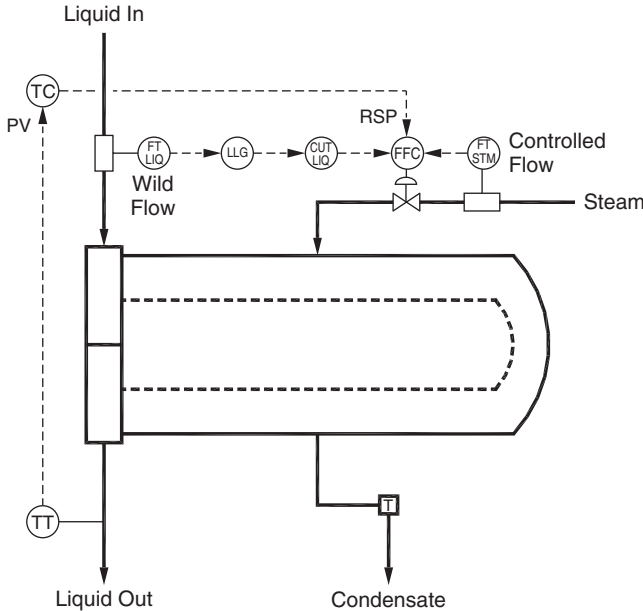 Liquid In
TC
PV
RSP
FT
LIQ
LLG
CUT
LIQ
FFC
FT
STM
Controlled
Flow
Wild
Flow
Steam
T
TT
Liquid Out
Condensate